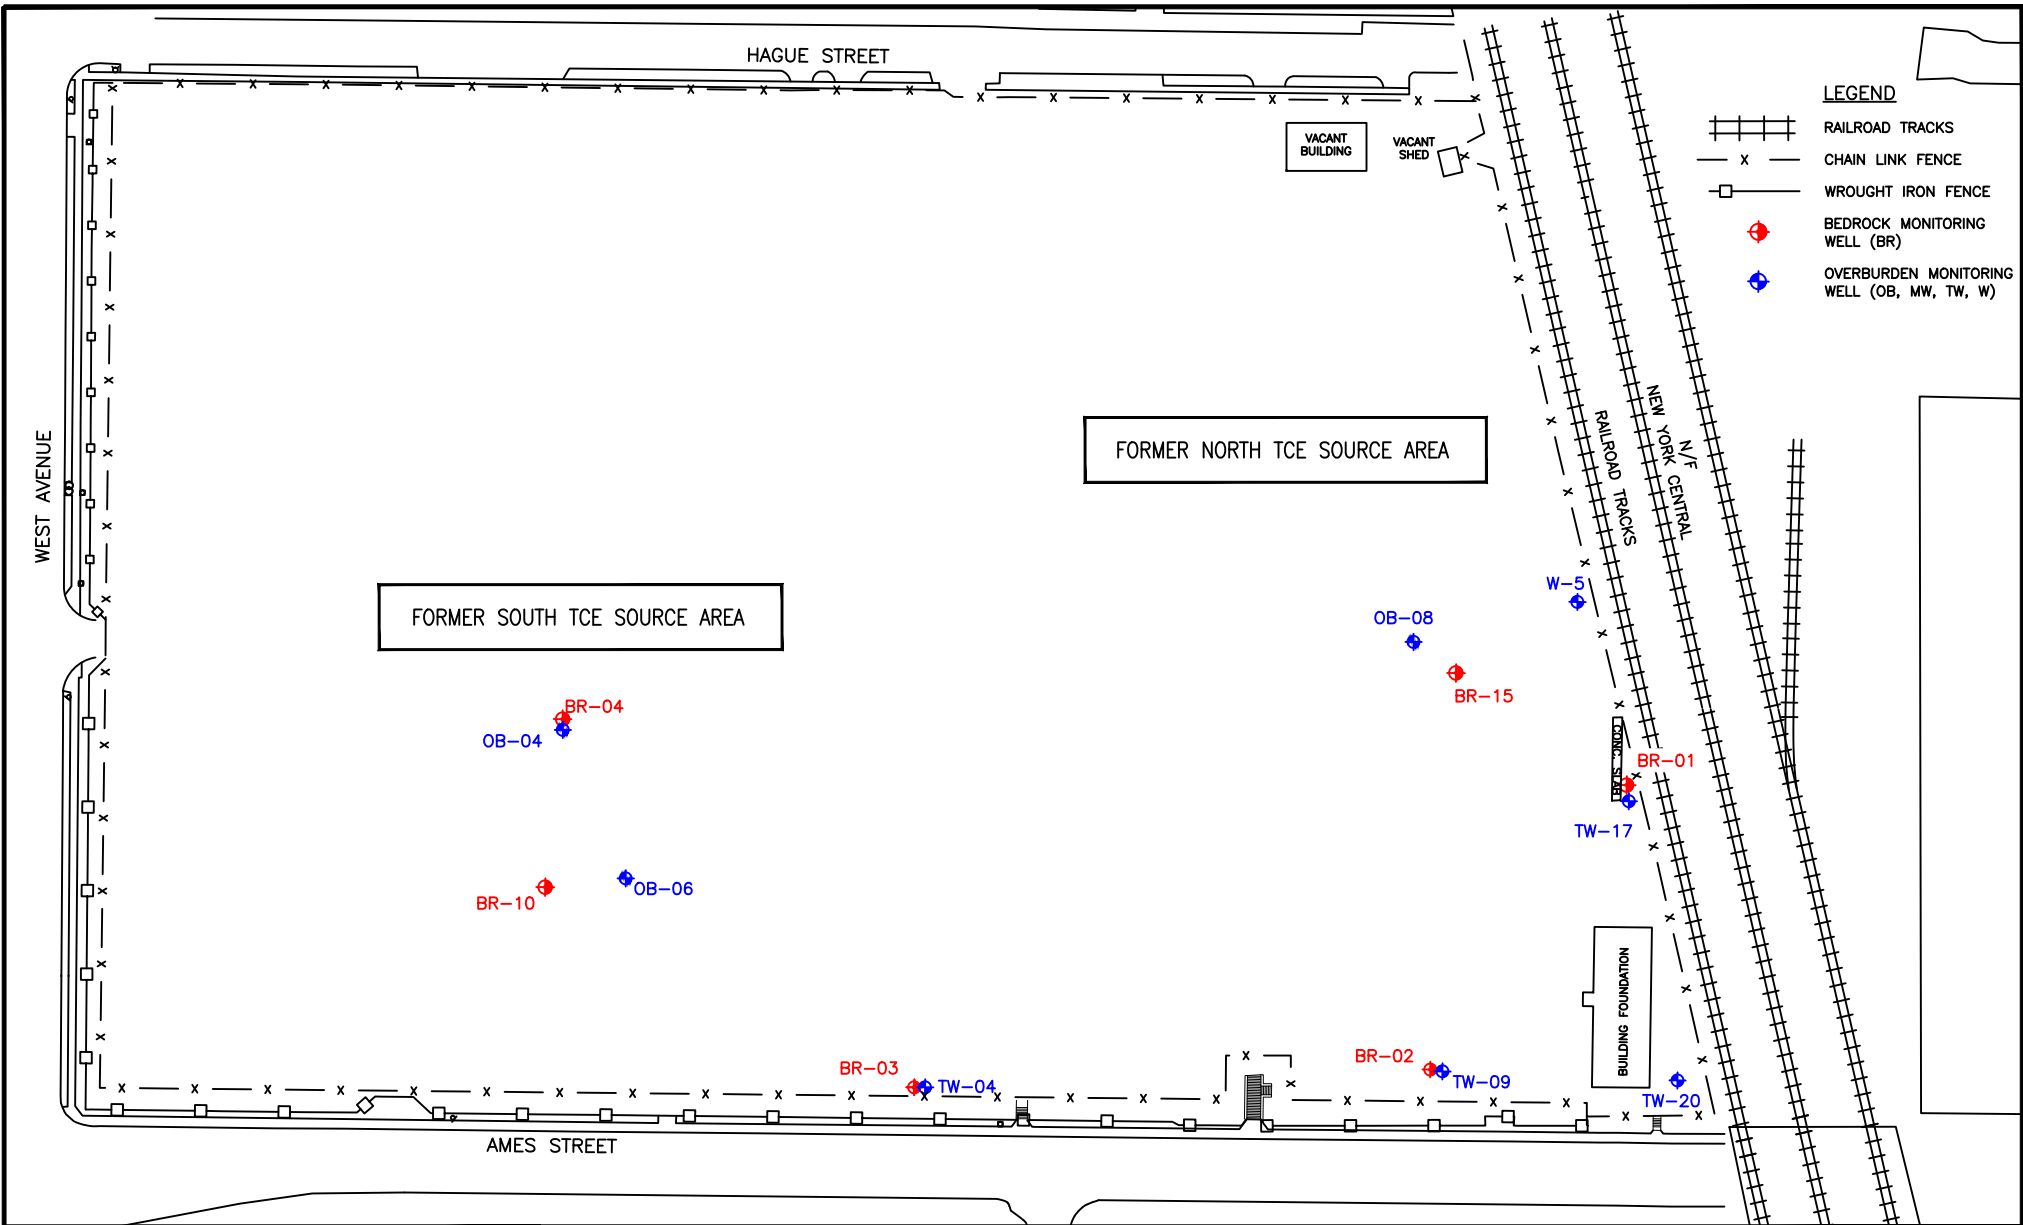 HAGUE STREET
LEGEND
RAILROAD TRACKS
CHAIN LINK FENCE
WROUGHT IRON FENCE
BEDROCK MONITORING
WELL (BR)
OVERBURDEN MONITORING
WELL (OB, MW, TW, W)
VACANT
BUILDING
VACANT
SHED
WEST AVENUE
FORMER NORTH TCE SOURCE AREA
RAILROAD TRACKS
N/F
NEW YORK CENTRAL
FORMER SOUTH TCE SOURCE AREA
W-5
OB-08
BR-15
BR-04
OB-04
CONC. SLAB
BR-01
TW-17
BR-10
OB-06
BUILDING FOUNDATION
BR-03
TW-04
BR-02
TW-09
TW-20
AMES STREET